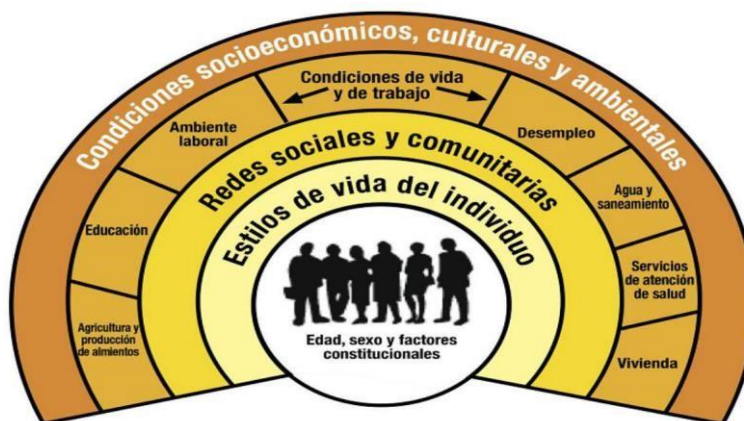 Condiciones socioeconómicos, culturales y ambientales
Condiciones de vida
y de trabajo
Ambiente
laboral
Desempleo
Educación
Agua y
saneamiento
Agricultura y
producción
de almientos
Servicios
de atención
de salud
Vivienda
Redes sociales y comunitarias
Estilos de vida del individuo
Edad, sexo y factores
constitucionales